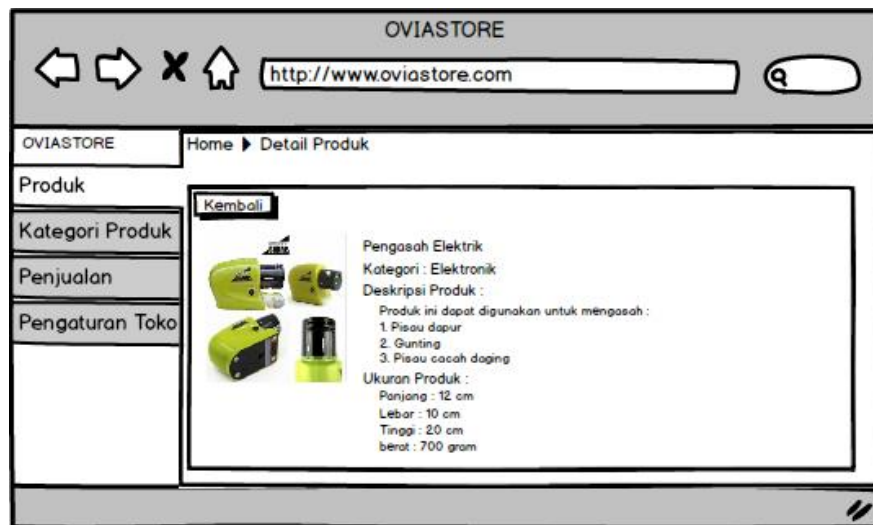 OVIASTORE
http://www.oviastore.com
OVIASTORE
Home Detail Produk
Produk
Kategori Produk
Penjualan
Pengaturan Toko
Kembali
Pengasah Elektrik
Kategori : Elektronik
Deskripsi Produk :
Produk ini dapat digunakan untuk mengasah :
1. Pisau dapur
2. Gunting
3. Pisau cacah daging
Ukuran Produk :
Panjang : 12 cm
Lebar : 10 cm
Tinggi : 20 cm
berat : 700 gram